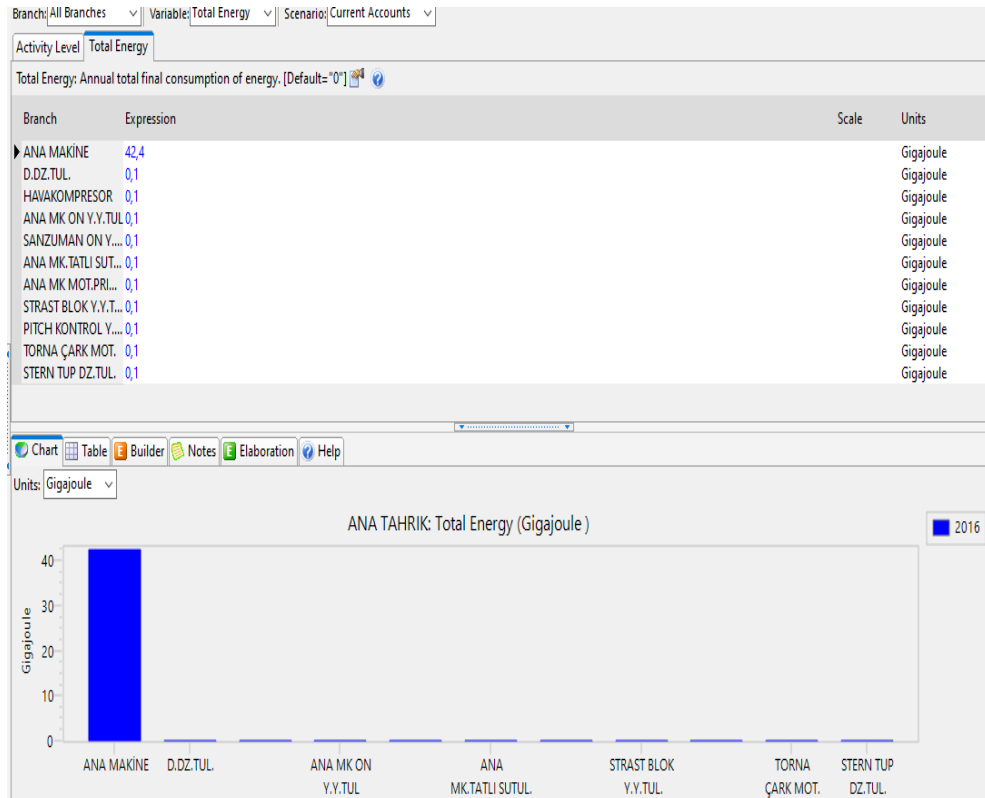 Branch: All Branches Variable: Total Energy Scenario: Current Accounts
Activity Level Total Energy
Total Energy: Annual total final consumption of energy. [Default="0"]
Branch Expression Scale Units
ANA MAKİNE 42,4 Gigajoule
D.DZ.TUL. 0,1 Gigajoule
HAVAKOMPRESOR 0,1 Gigajoule
ANA MK ON Y.Y.TUL 0,1 Gigajoule
SANZUMAN ON Y.... 0,1 Gigajoule
ANA MK.TATLI SUT... 0,1 Gigajoule
ANA MK MOT.PRI... 0,1 Gigajoule
STRAST BLOK Y.Y.T... 0,1 Gigajoule
PITCH KONTROL Y.... 0,1 Gigajoule
TORNA ÇARK MOT. 0,1 Gigajoule
STERN TUP DZ.TUL. 0,1 Gigajoule
Chart Table Builder Notes Elaboration Help
Units: Gigajoule
ANA TAHRIK: Total Energy (Gigajoule )
2016
Gigajoule
40
30
20
10
0
ANA MAKİNE D.DZ.TUL. ANA MK ON ANA STRAST BLOK TORNA STERN TUP
Y.Y.TUL MK.TATLI SUTUL. Y.Y.TUL. ÇARK MOT. DZ.TUL.